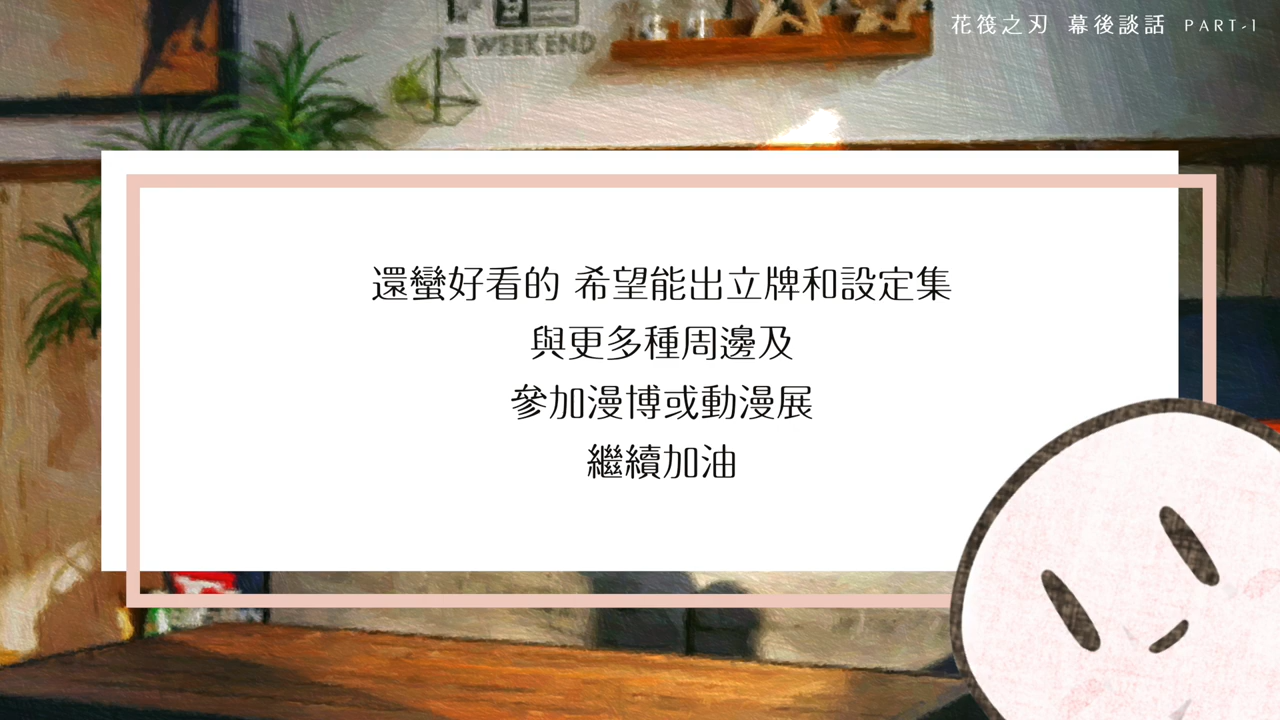 花筏之刃 幕後談話 PART-1
WEEKEND
還蠻好看的 希望能出立牌和設定集
與更多種周邊及
參加漫博或動漫展
繼續加油